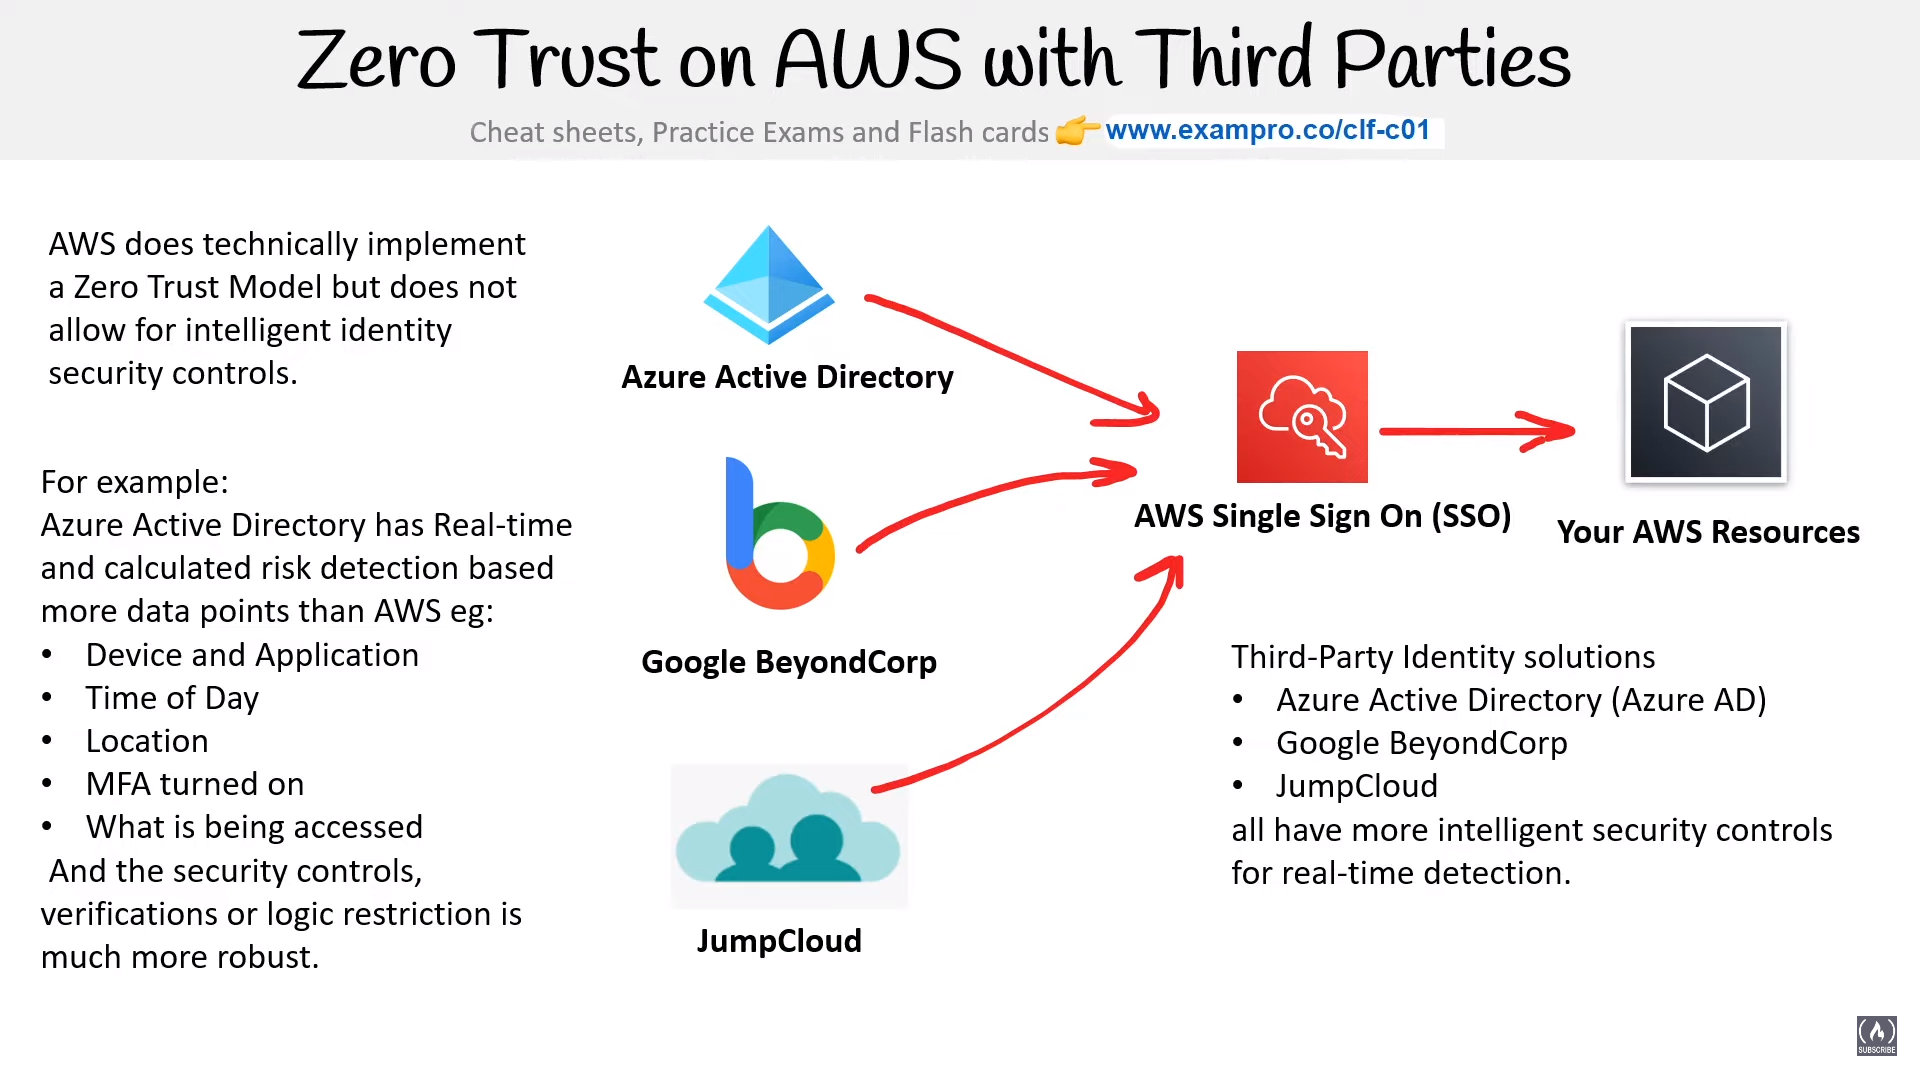 Zero Trust on AWS with Third Parties
Cheat sheets, Practice Exams and Flash cards 👉 www.exampro.co/clf-c01
AWS does technically implement
a Zero Trust Model but does not
allow for intelligent identity
security controls.
For example:
Azure Active Directory has Real-time
and calculated risk detection based
more data points than AWS eg:
• Device and Application
• Time of Day
• Location
• MFA turned on
• What is being accessed
And the security controls,
verifications or logic restriction is
much more robust.
Azure Active Directory
Google BeyondCorp
JumpCloud
AWS Single Sign On (SSO)
Your AWS Resources
Third-Party Identity solutions
• Azure Active Directory (Azure AD)
• Google BeyondCorp
• JumpCloud
all have more intelligent security controls
for real-time detection.
SUBSCRIBE